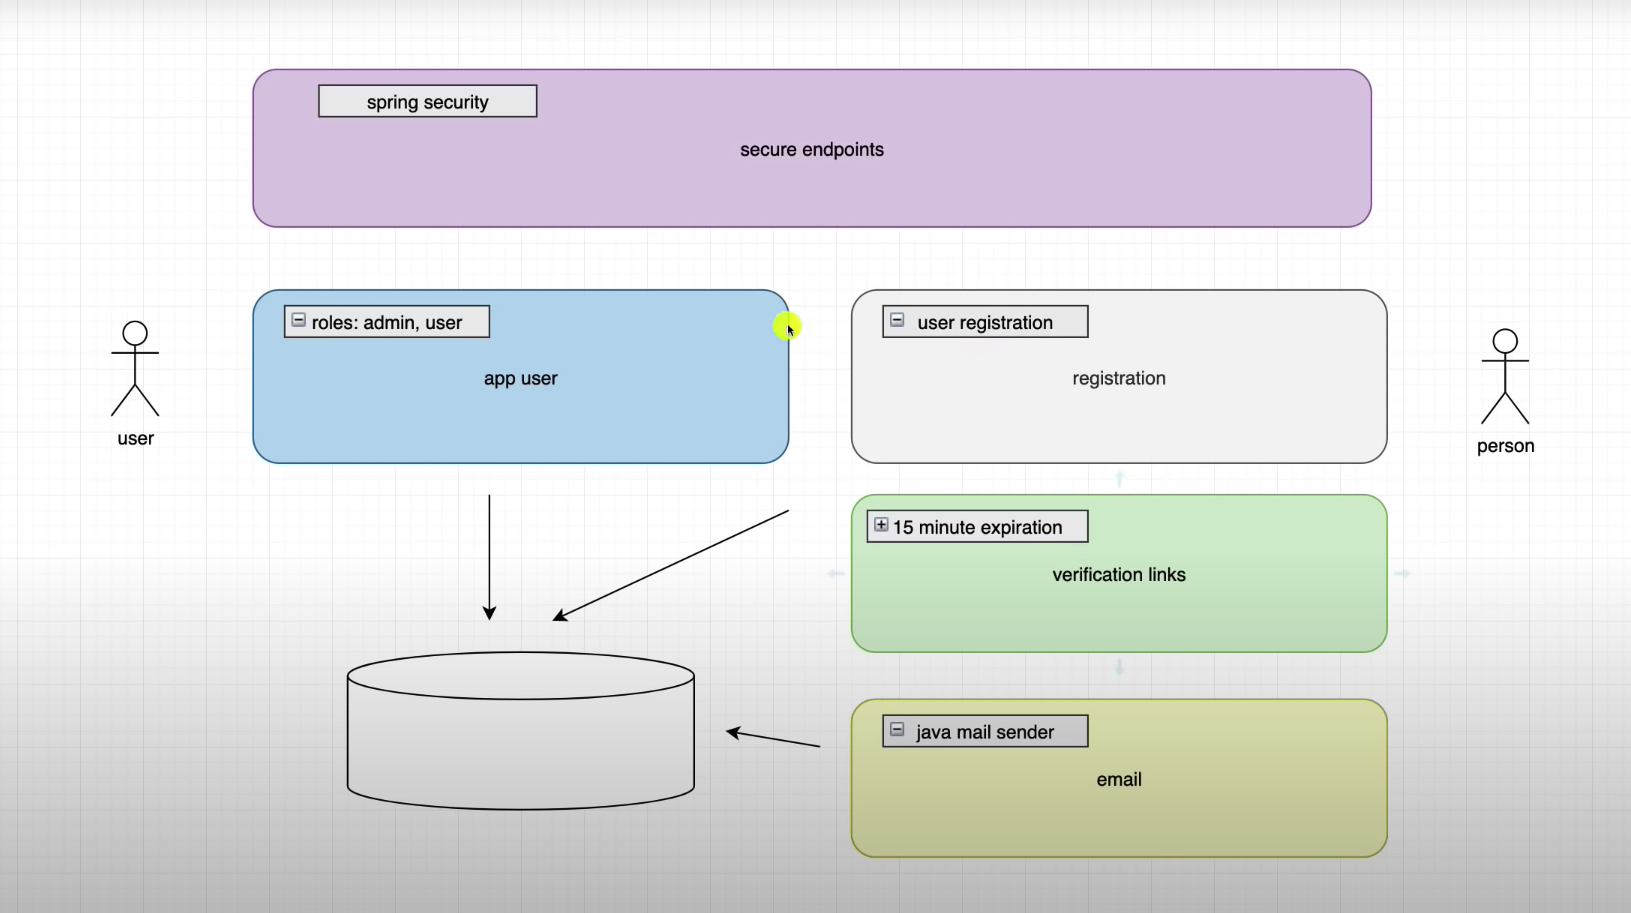 spring security
secure endpoints
roles: admin, user
app user
user registration
registration
user
person
15 minute expiration
verification links
java mail sender
email